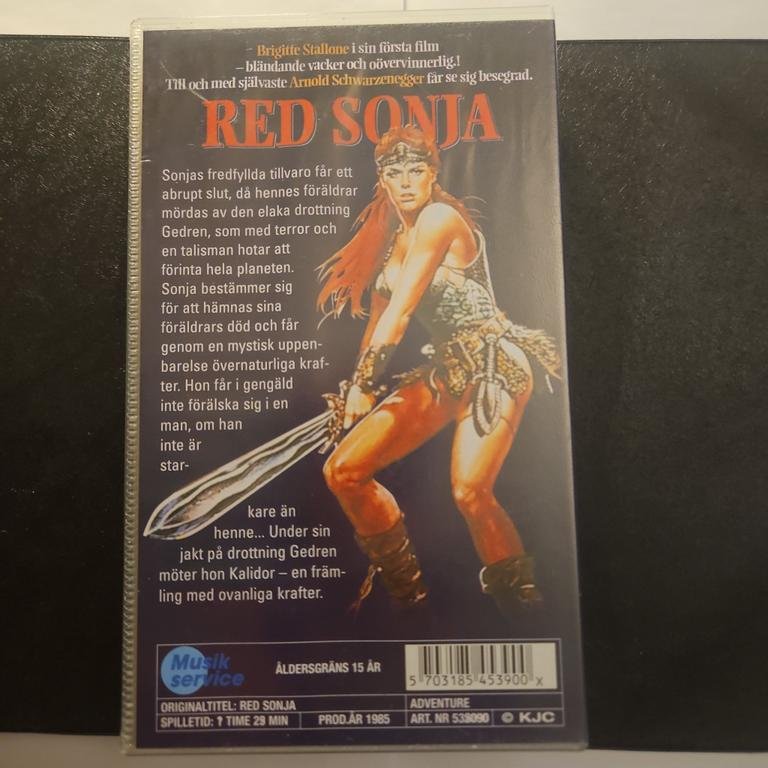 Brigitte Stallone i sin första film
– bländande vacker och oövervinnerlig.!
Till och med självaste Arnold Schwarzenegger får se sig besegrad.
RED SONJA
Sonjas fredfyllda tillvaro får ett
abrupt slut, då hennes föräldrar
mördas av den elaka drottning
Gedren, som med terror och
en talisman hotar att
förinta hela planeten.
Sonja bestämmer sig
för att hämnas sina
föräldrars död och får
genom en mystisk uppen-
barelse övernaturliga kraf-
ter. Hon får i gengäld
inte förälska sig i en
man, om han
inte är
star-
kare än
henne... Under sin
jakt på drottning Gedren
möter hon Kalidor – en främ-
ling med ovanliga krafter.
Musik
service
ÅLDERSGRÄNS 15 ÅR
5 703185 453900 x
ORIGINALTITEL: RED SONJA
ADVENTURE
SPILLETID: 1 TIME 29 MIN
PROD.ÅR 1985
ART. NR 539090
© KJC